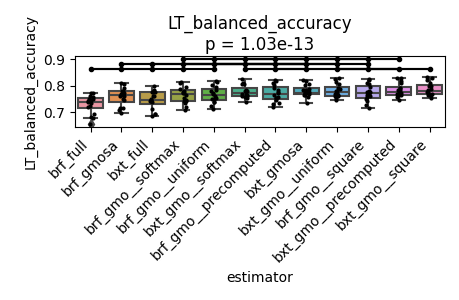 LT_balanced_accuracy
p = 1.03e-13
LT_balanced_accuracy
0.9
0.8
0.7
brf_full
brf_gmosa
bxt_full
brf_gmo__softmax
brf_gmo__uniform
bxt_gmo__softmax
brf_gmo__precomputed
bxt_gmosa
bxt_gmo__uniform
brf_gmo__square
bxt_gmo__precomputed
bxt_gmo__square
estimator